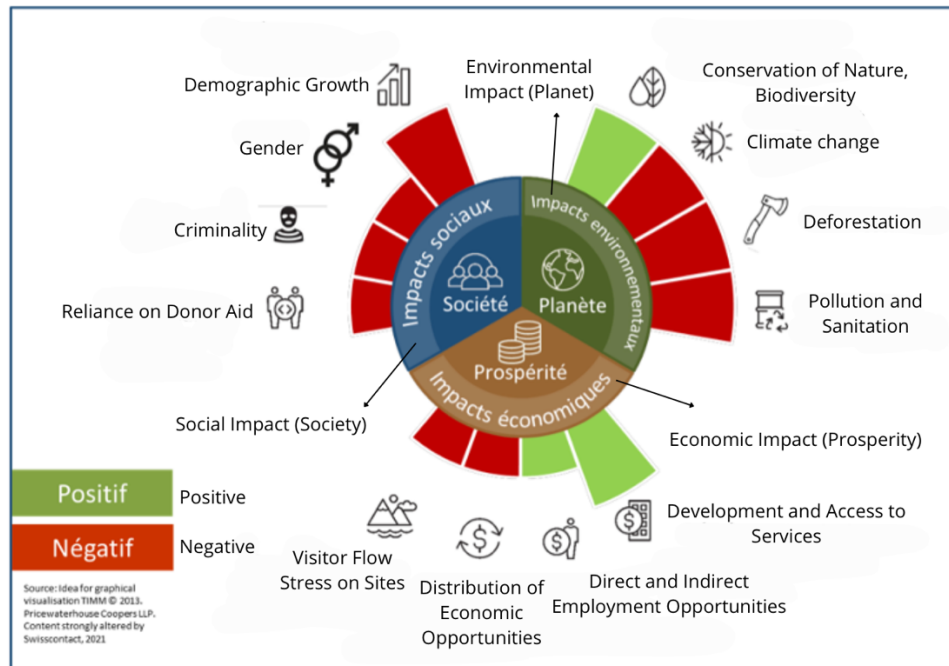 Demographic Growth
Environmental
Impact (Planet)
Conservation of Nature,
Biodiversity
Gender
Climate change
Criminality
Deforestation
Reliance on Donor Aid
Pollution and
Sanitation
Impacts sociaux
Impacts environnementaux
Société
Planète
Prospérité
Impacts économiques
Social Impact (Society)
Economic Impact (Prosperity)
Positif
Positive
Négatif
Negative
Visitor Flow
Stress on Sites
Distribution of
Economic
Opportunities
Direct and Indirect
Employment Opportunities
Development and Access to
Services
Source: Idea for graphical
visualisation TIMM © 2013.
Pricewaterhouse Coopers LLP.
Content strongly altered by
Swisscontact, 2021